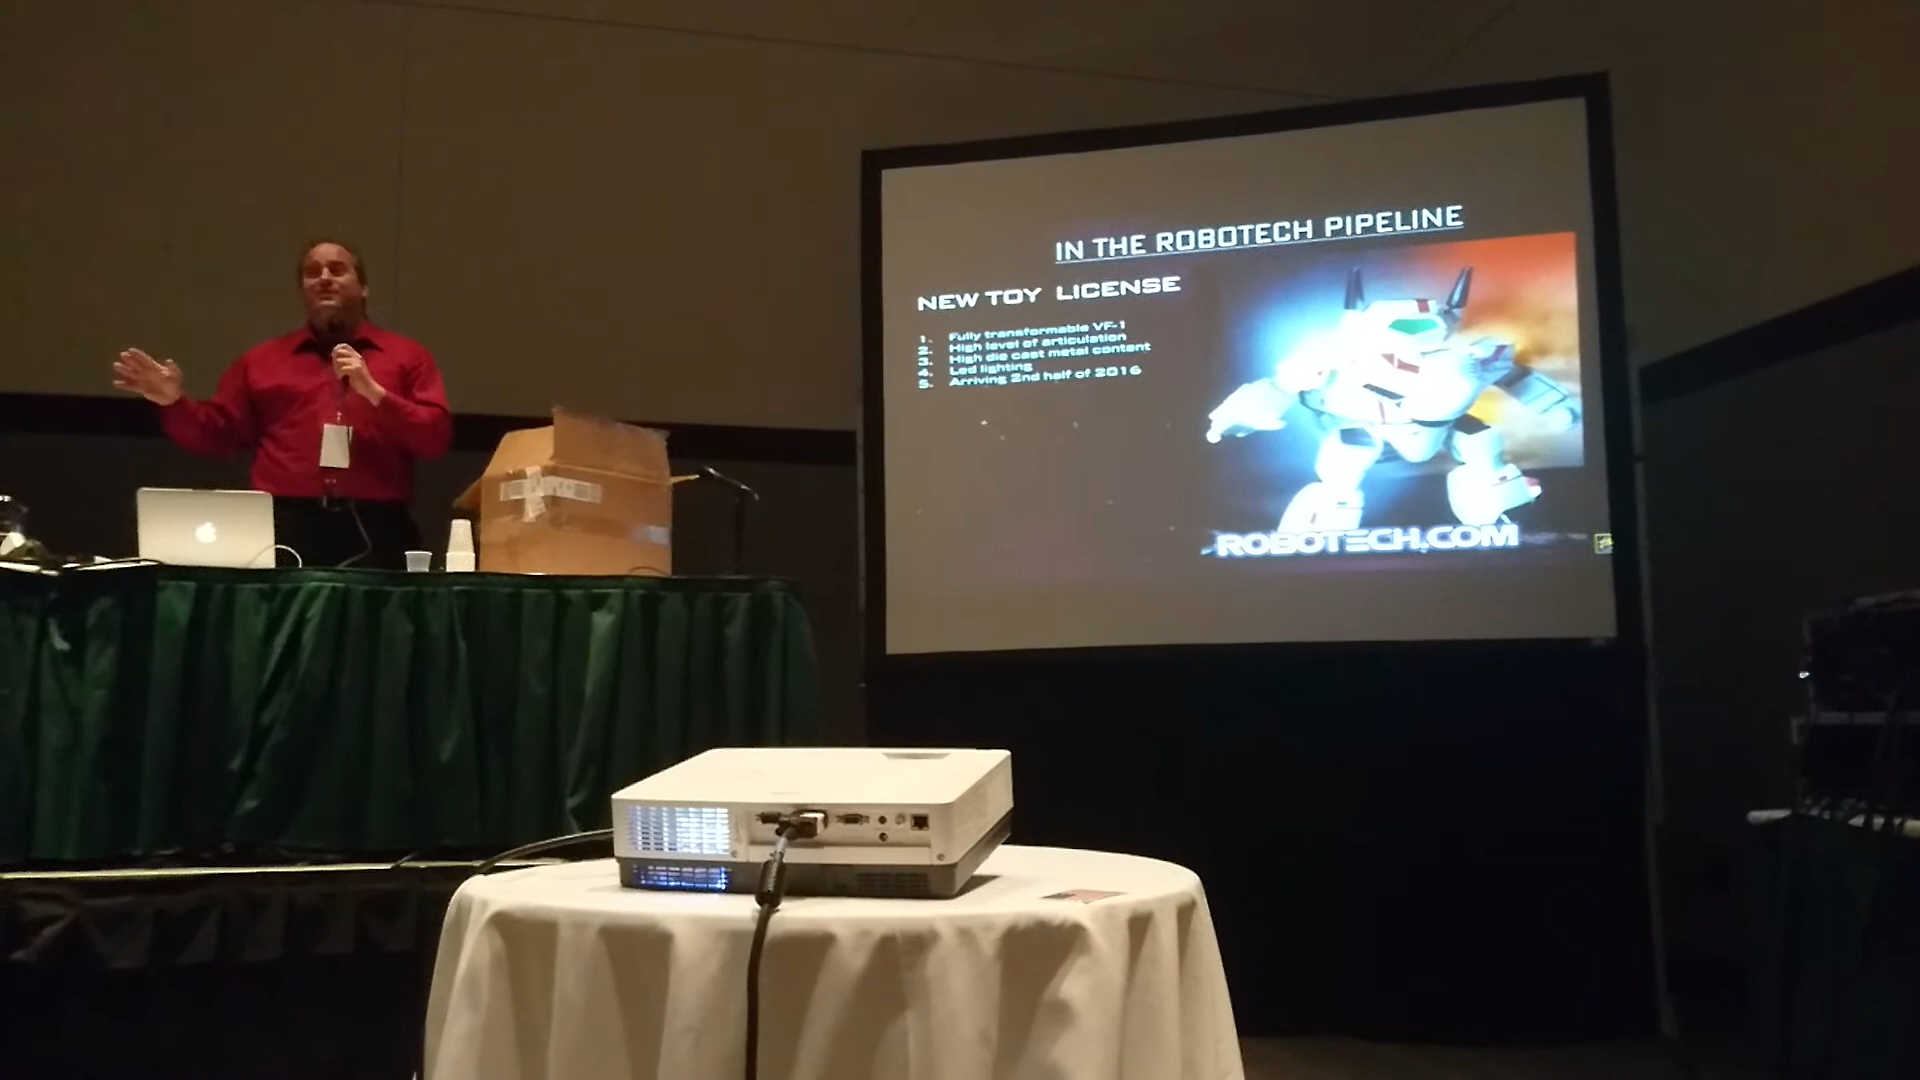 IN THE ROBOTECH PIPELINE
NEW TOY LICENSE
1. Fully transformable VF-1
2. High level of articulation
3. High die cast metal content
4. Led lighting
5. Arriving 2nd half of 2016
ROBOTECH.COM